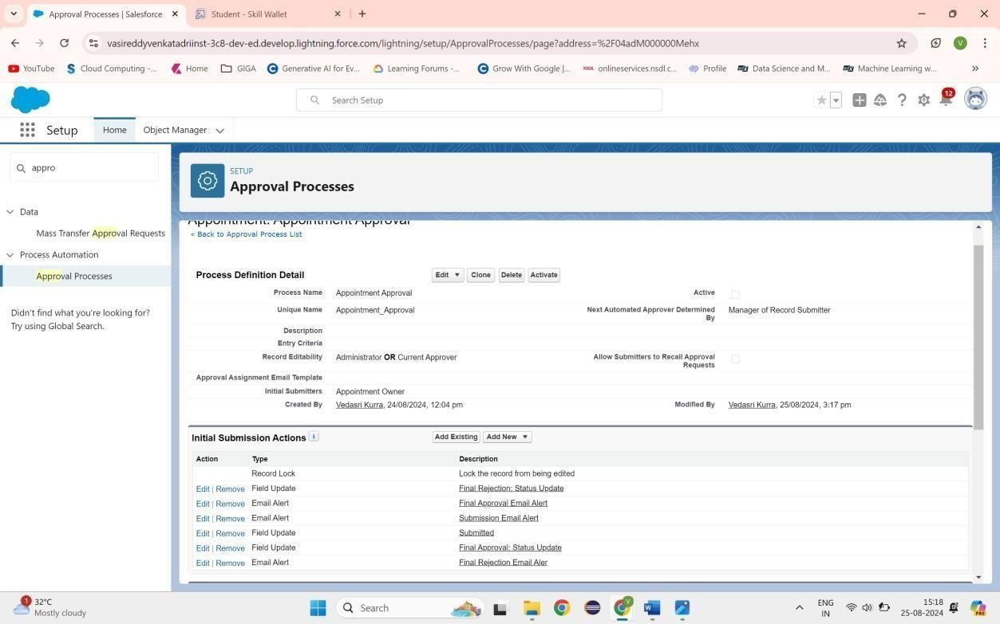 Approval Processes | Salesforce
Student - Skill Wallet
vasireddyvenkatadriinst-3c8-dev-ed.develop.lightning.force.com/lightning/setup/ApprovalProcesses/page?address=%2F04adM000000Mehx
V
YouTube
Cloud Computing -...
Home
GIGA
Generative AI for Ev...
Learning Forums -...
Grow With Google |...
onlineservices.nsdl.c...
Profile
Data Science and M...
Machine Learning w...
Search Setup
12
Setup
Home
Object Manager
appro
SETUP
Approval Processes
Data
Mass Transfer Approval Requests
Process Automation
Approval Processes
Didn't find what you're looking for?
Try using Global Search.
Appointment: Appointment Approval
« Back to Approval Process List
Process Definition Detail
Edit ▼
Clone
Delete
Activate
Process Name Appointment Approval Active
Unique Name Appointment_Approval Next Automated Approver Determined By Manager of Record Submitter
Description
Entry Criteria
Record Editability Administrator OR Current Approver Allow Submitters to Recall Approval Requests
Approval Assignment Email Template
Initial Submitters Appointment Owner
Created By Vedasri Kurra, 24/08/2024, 12:04 pm Modified By Vedasri Kurra, 25/08/2024, 3:17 pm
Initial Submission Actions i Add Existing Add New ▼
Action Type Description
Record Lock Lock the record from being edited
Edit | Remove Field Update Final Rejection: Status Update
Edit | Remove Email Alert Final Approval Email Alert
Edit | Remove Email Alert Submission Email Alert
Edit | Remove Field Update Submitted
Edit | Remove Field Update Final Approval: Status Update
Edit | Remove Email Alert Final Rejection Email Aler
1
32°C
Mostly cloudy
Search
V
ENG
IN
15:18
25-08-2024
PRE